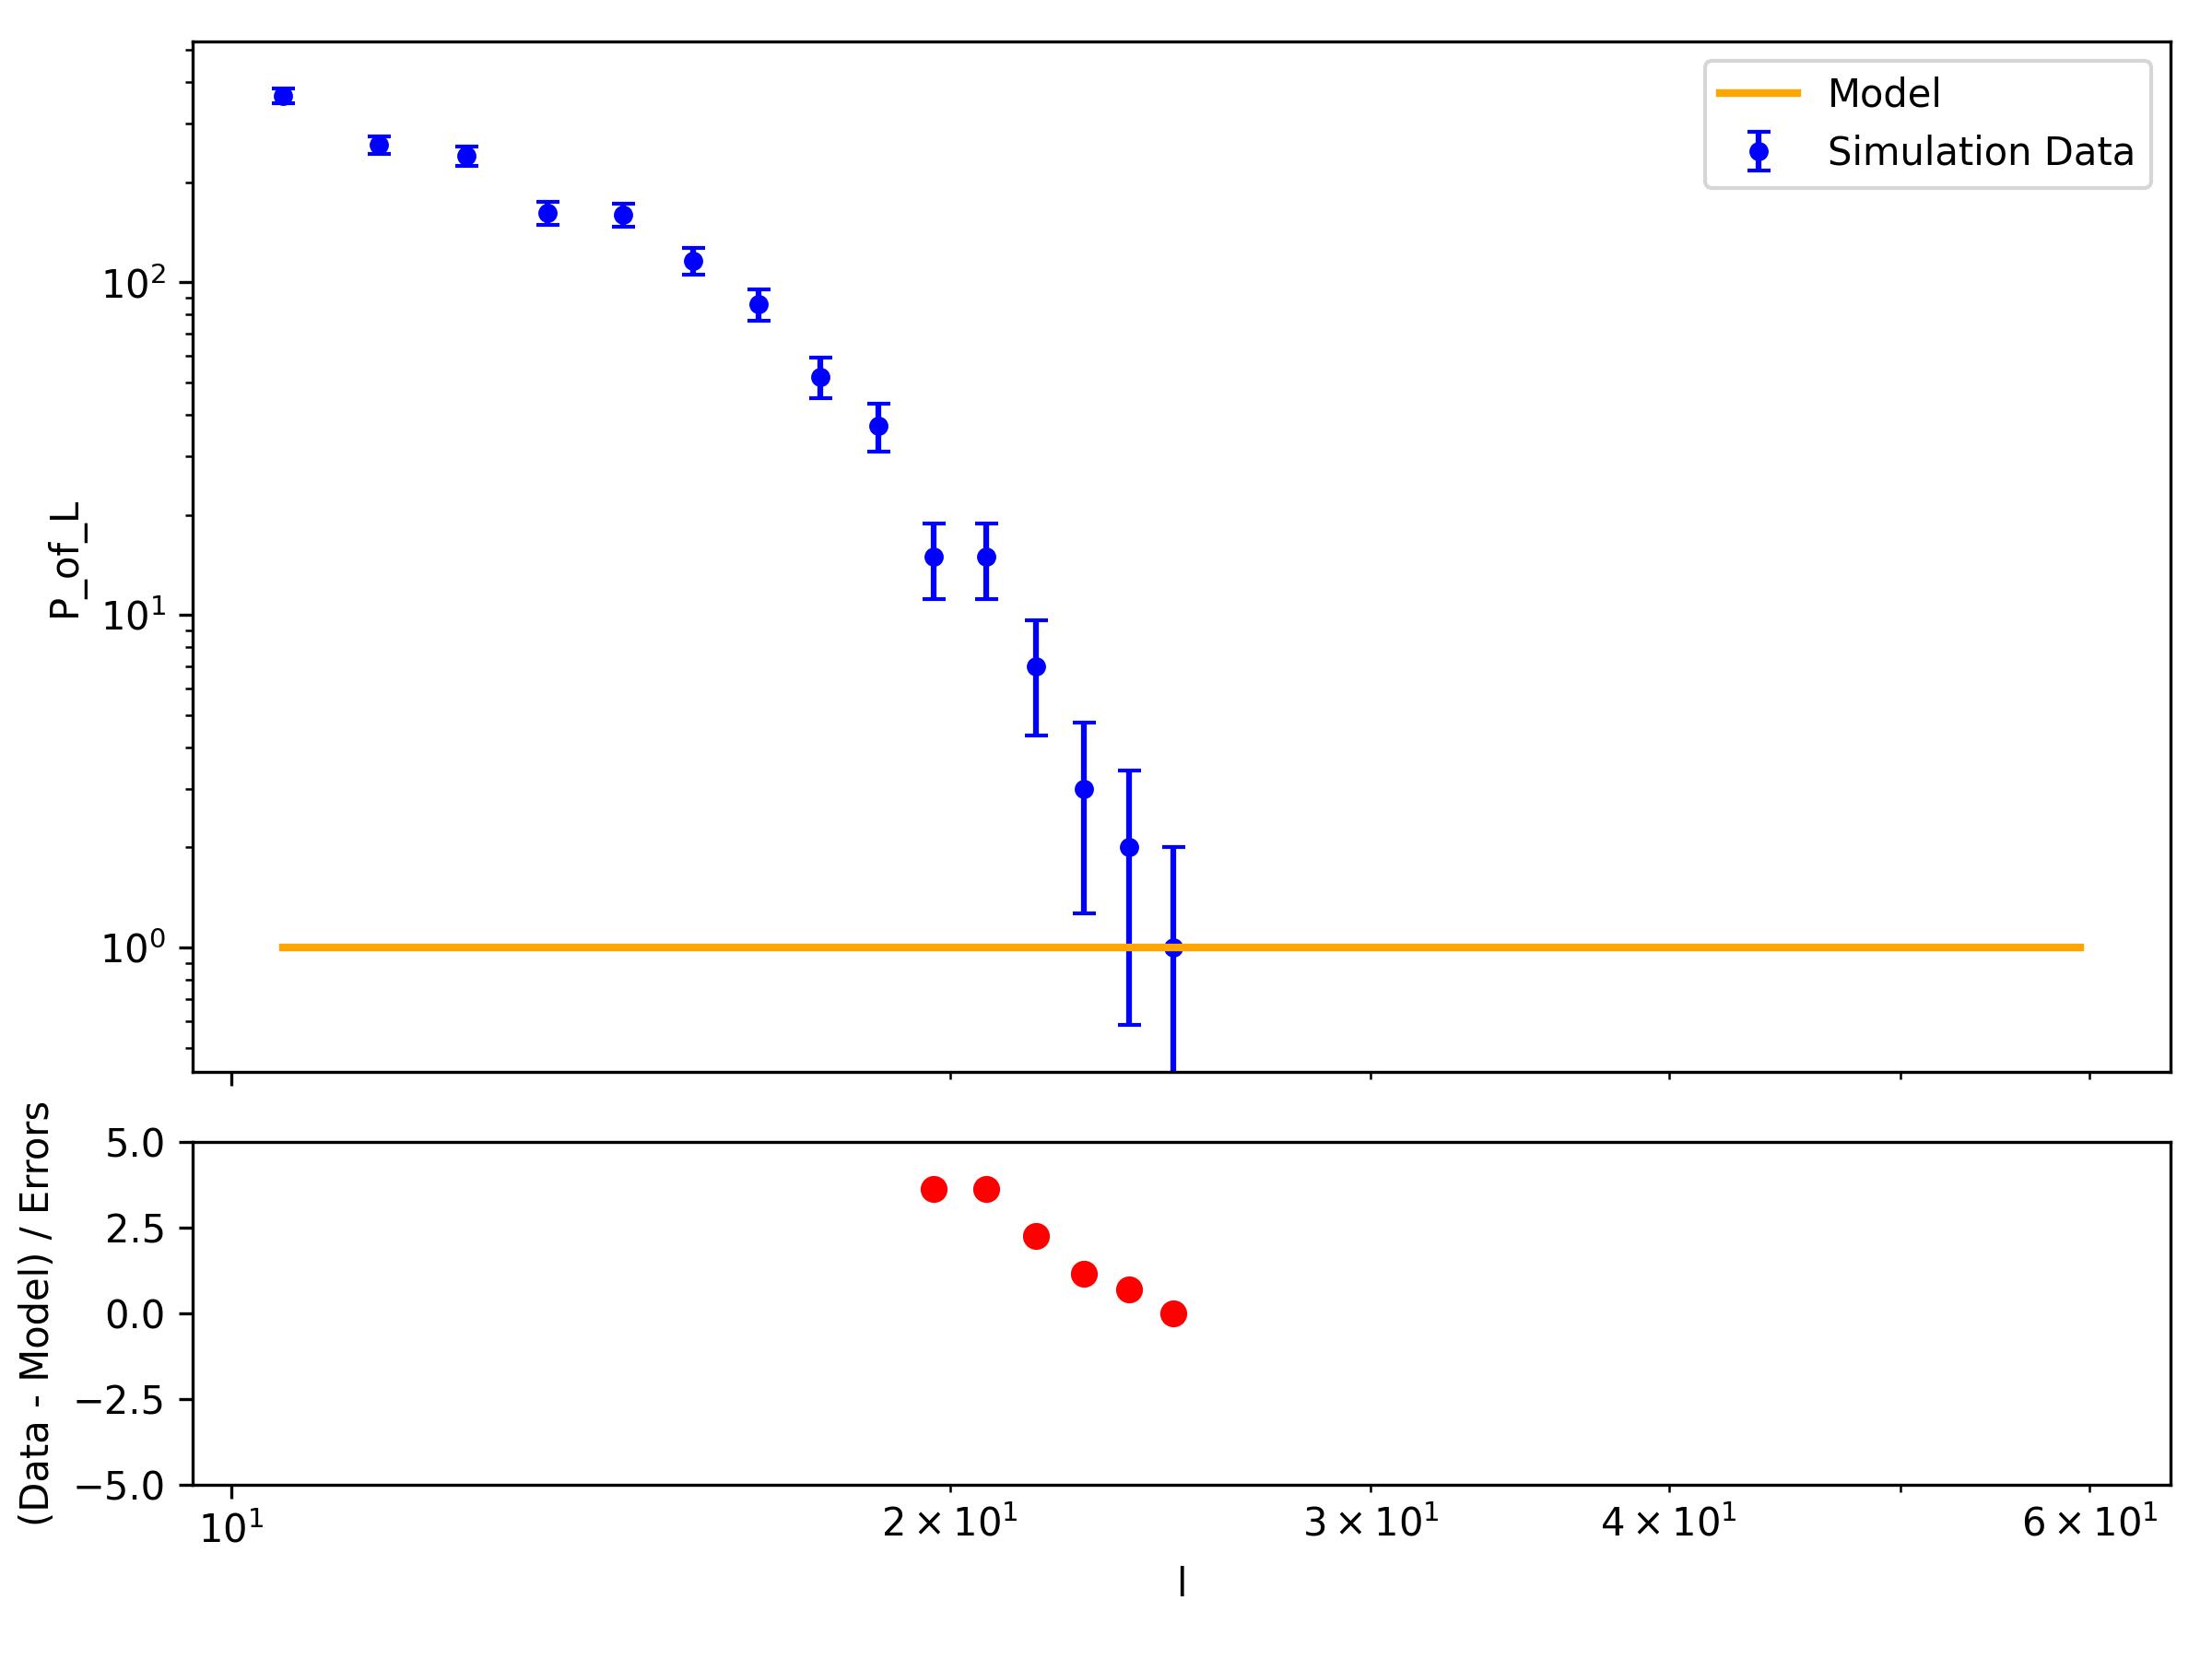 Model
Simulation Data
P_of_L
10²
10¹
10⁰
(Data - Model) / Errors
5.0
2.5
0.0
−2.5
−5.0
10¹
2 × 10¹
3 × 10¹
4 × 10¹
6 × 10¹
l